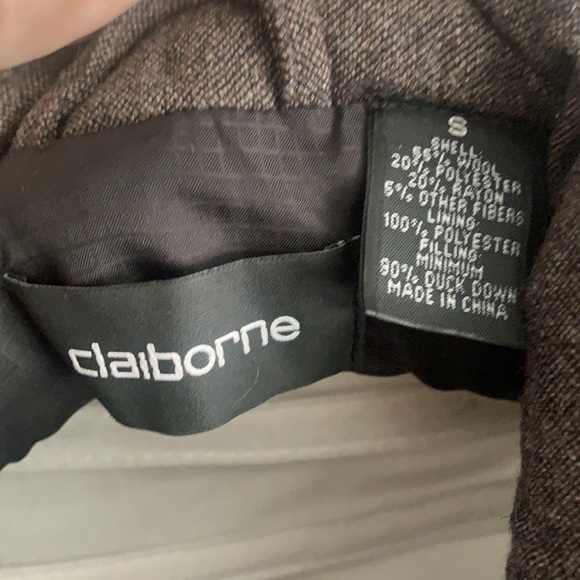 claiborne
S
SHELL:
55% WOOL
20% POLYESTER
20% RAYON
5% OTHER FIBERS
LINING:
100% POLYESTER
FILLING:
MINIMUM
90% DUCK DOWN
MADE IN CHINA